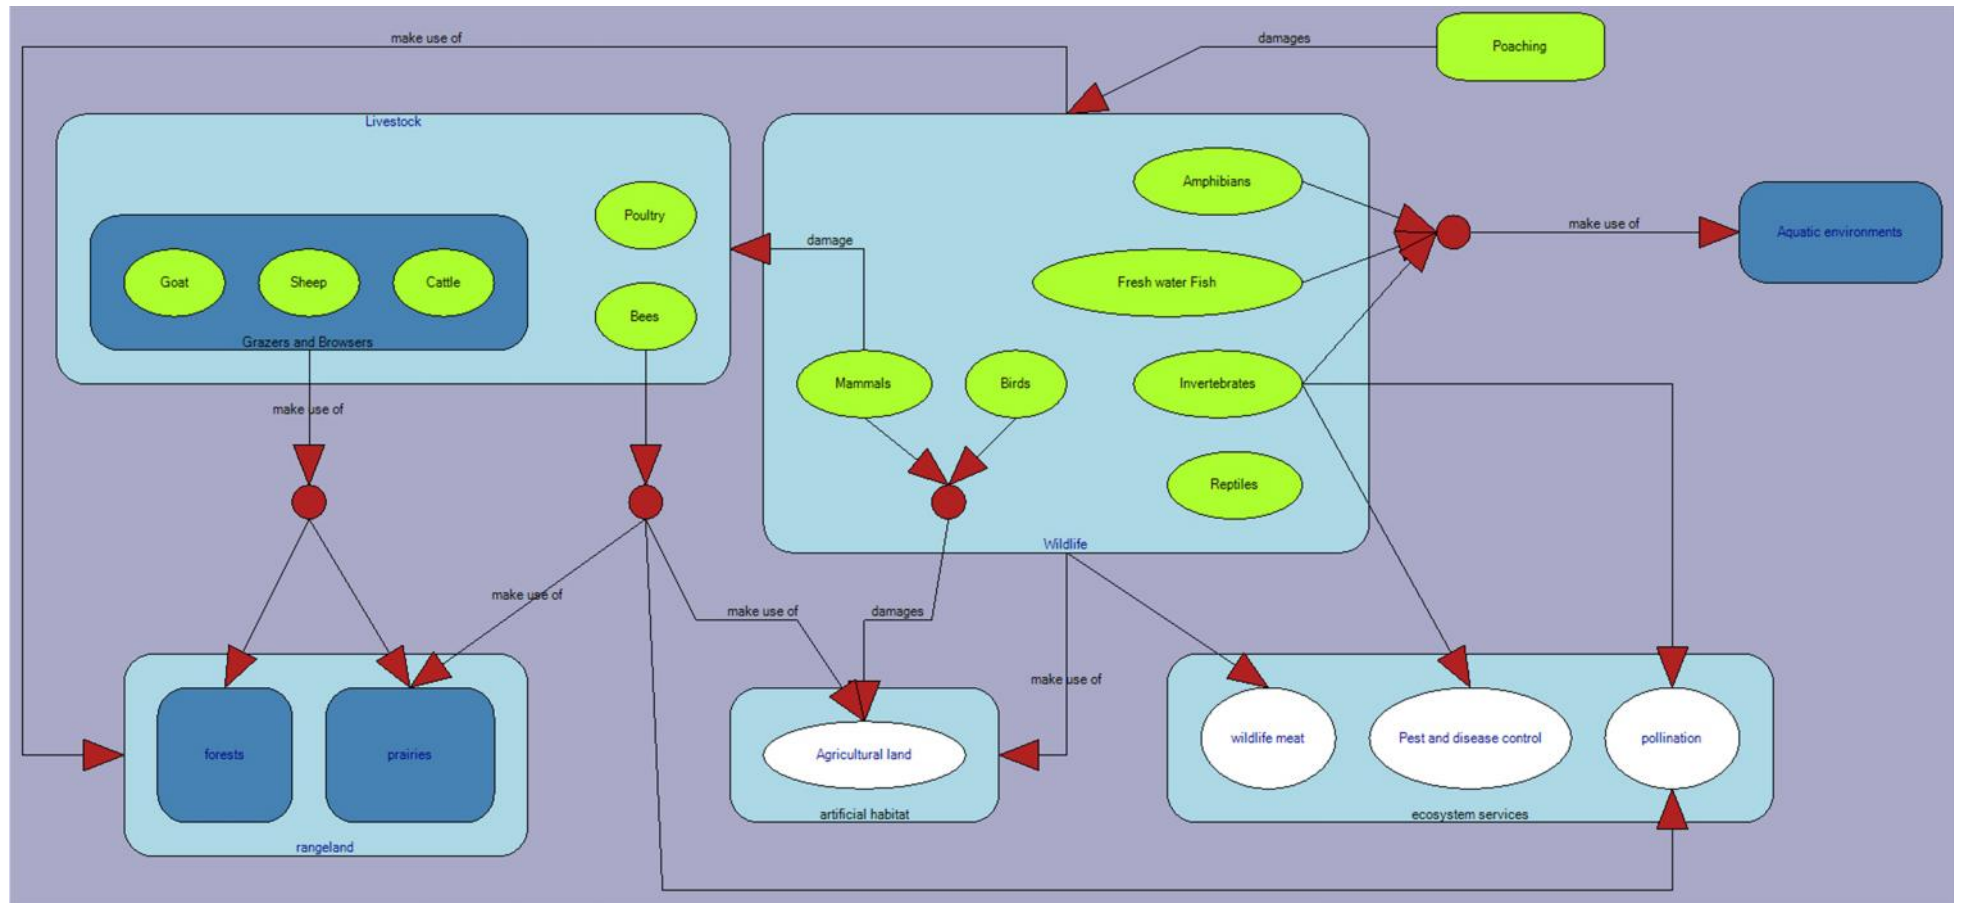 make use of
damages
Poaching
Livestock
Amphibians
Poultry
Aquatic environments
make use of
damage
Goat
Sheep
Cattle
Fresh water Fish
Bees
Grazers and Browsers
Mammals
Birds
Invertebrates
make use of
Reptiles
Wildlife
make use of
make use of
damages
make use of
forests
prairies
Agricultural land
wildlife meat
Pest and disease control
pollination
artificial habitat
ecosystem services
rangeland